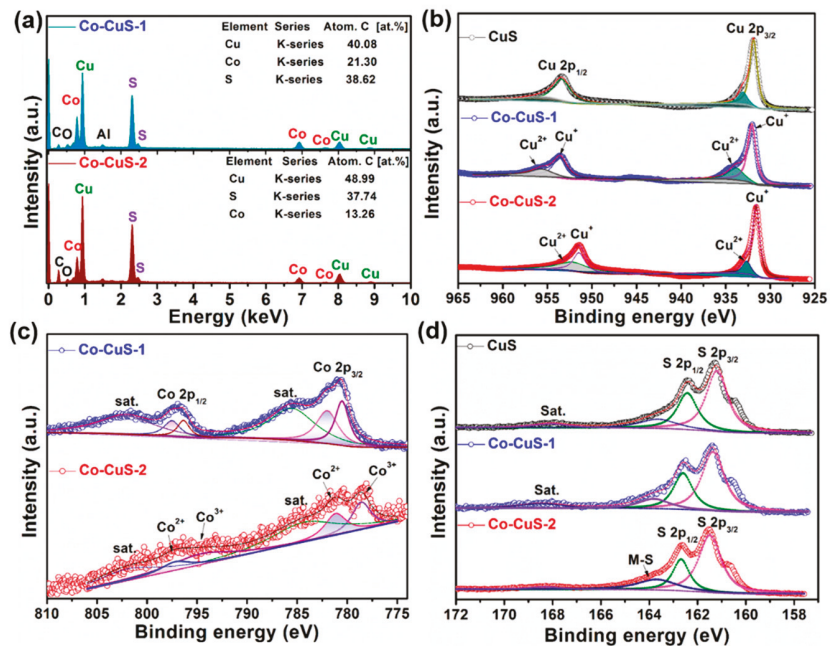 (a)
Co-CuS-1
Element Series Atom. C [at.%]
Cu K-series 40.08
Co K-series 21.30
S K-series 38.62
Cu
Co
C
O
Al
S
S
Co
Co
Cu
Cu
Co-CuS-2
Element Series Atom. C [at.%]
Cu K-series 48.99
S K-series 37.74
Co K-series 13.26
Cu
Co
C
O
S
S
Co
Co
Cu
Cu
Intensity (a.u.)
0 1 2 3 4 5 6 7 8 9 10
Energy (keV)
(b)
CuS
Cu 2p1/2
Cu 2p3/2
Co-CuS-1
Cu2+
Cu+
Cu2+
Cu+
Co-CuS-2
Cu2+
Cu+
Cu2+
Cu+
Intensity (a.u.)
965 955 950 945 940 935 930 925
Binding energy (eV)
(c)
Co-CuS-1
sat.
Co 2p1/2
sat.
Co 2p3/2
Co-CuS-2
sat.
Co2+
Co3+
sat.
Co2+
Co3+
Intensity (a.u.)
810 805 800 795 790 785 780 775
Binding energy (eV)
(d)
CuS
Sat.
S 2p1/2
S 2p3/2
Co-CuS-1
Sat.
Co-CuS-2
M-S
S 2p1/2
S 2p3/2
Intensity (a.u.)
172 170 168 166 164 162 160 158
Binding energy (eV)